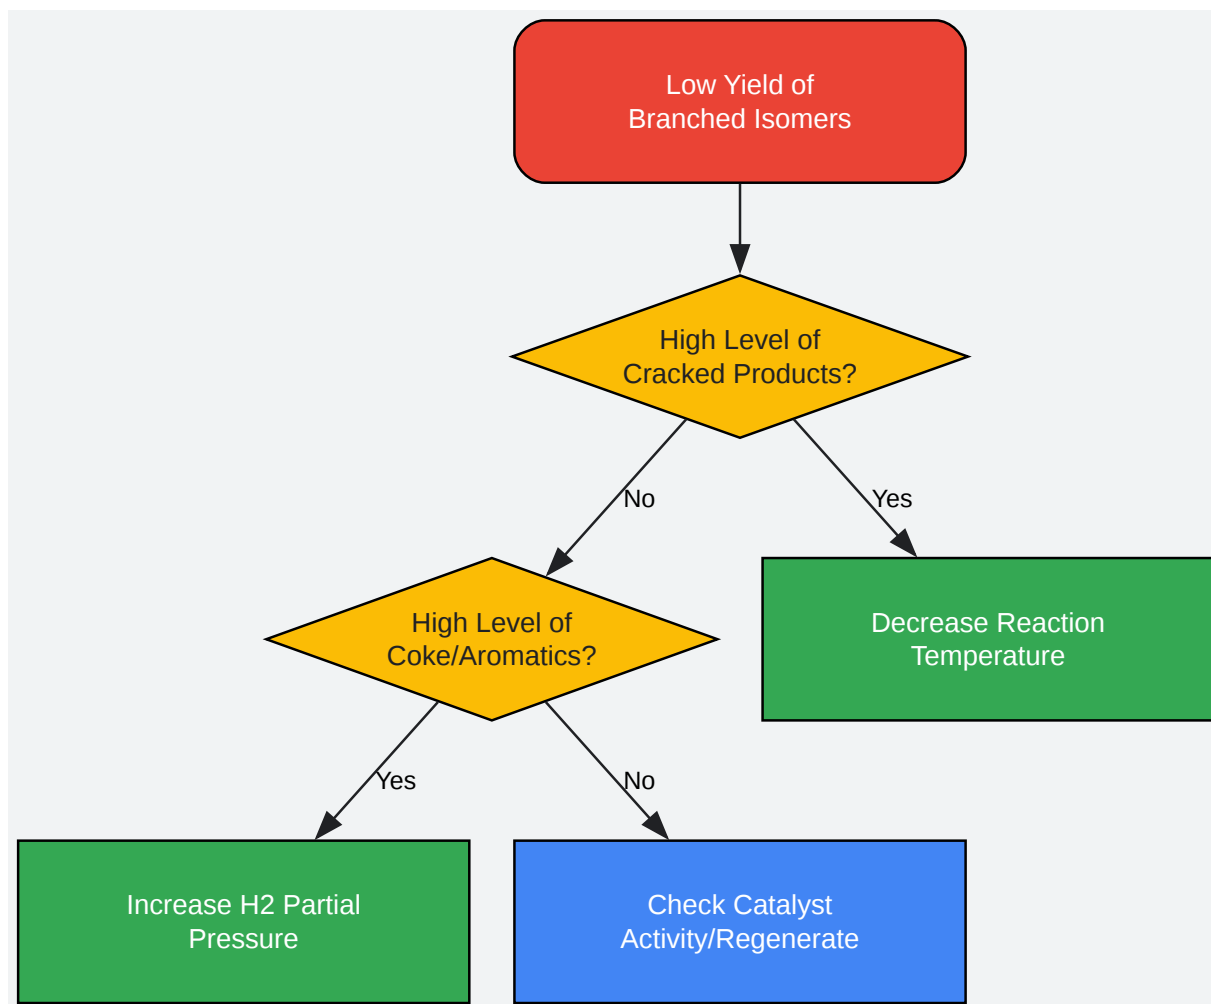 Low Yield of
Branched Isomers
High Level of
Cracked Products?
No
Yes
High Level of
Coke/Aromatics?
Decrease Reaction
Temperature
Yes
No
Increase H2 Partial
Pressure
Check Catalyst
Activity/Regenerate